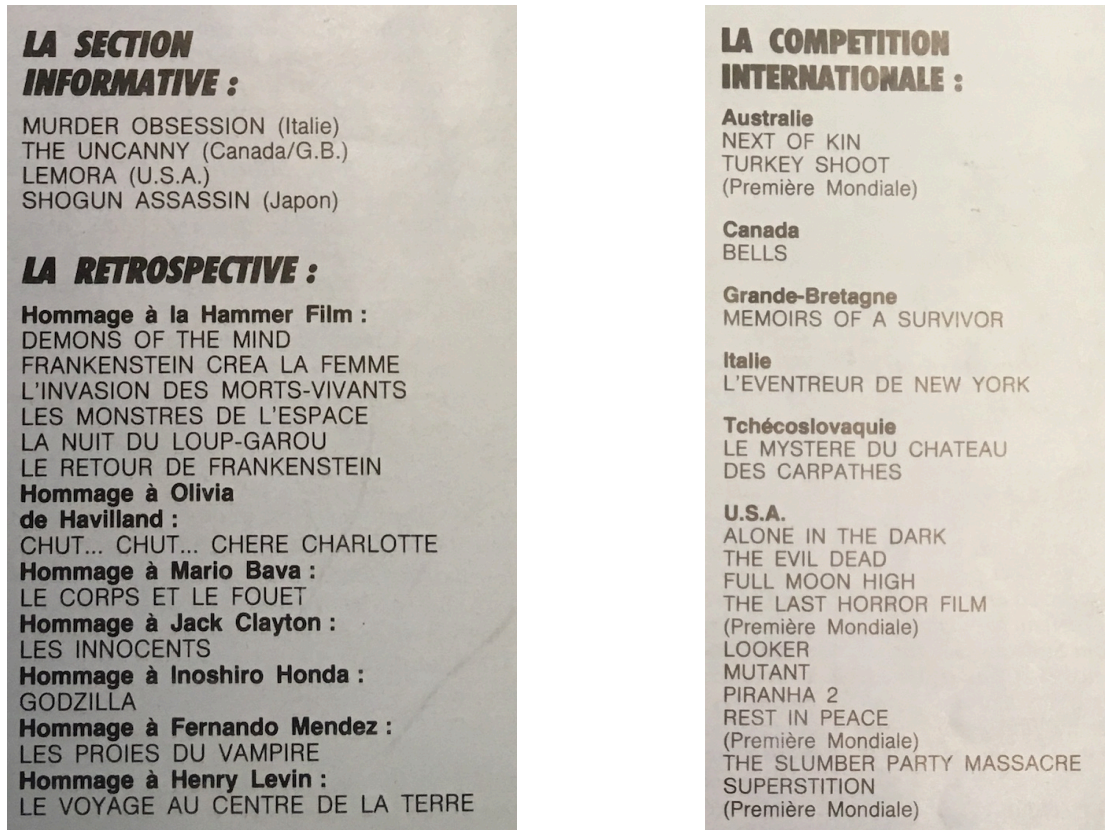 LA SECTION
INFORMATIVE :
MURDER OBSESSION (Italie)
THE UNCANNY (Canada/G.B.)
LEMORA (U.S.A.)
SHOGUN ASSASSIN (Japon)
LA RETROSPECTIVE :
Hommage à la Hammer Film :
DEMONS OF THE MIND
FRANKENSTEIN CREA LA FEMME
L'INVASION DES MORTS-VIVANTS
LES MONSTRES DE L'ESPACE
LA NUIT DU LOUP-GAROU
LE RETOUR DE FRANKENSTEIN
Hommage à Olivia
de Havilland :
CHUT... CHUT... CHERE CHARLOTTE
Hommage à Mario Bava :
LE CORPS ET LE FOUET
Hommage à Jack Clayton :
LES INNOCENTS
Hommage à Inoshiro Honda :
GODZILLA
Hommage à Fernando Mendez :
LES PROIES DU VAMPIRE
Hommage à Henry Levin :
LE VOYAGE AU CENTRE DE LA TERRE
LA COMPETITION
INTERNATIONALE :
Australie
NEXT OF KIN
TURKEY SHOOT
(Première Mondiale)
Canada
BELLS
Grande-Bretagne
MEMOIRS OF A SURVIVOR
Italie
L'EVENTREUR DE NEW YORK
Tchécoslovaquie
LE MYSTERE DU CHATEAU
DES CARPATHES
U.S.A.
ALONE IN THE DARK
THE EVIL DEAD
FULL MOON HIGH
THE LAST HORROR FILM
(Première Mondiale)
LOOKER
MUTANT
PIRANHA 2
REST IN PEACE
(Première Mondiale)
THE SLUMBER PARTY MASSACRE
SUPERSTITION
(Première Mondiale)